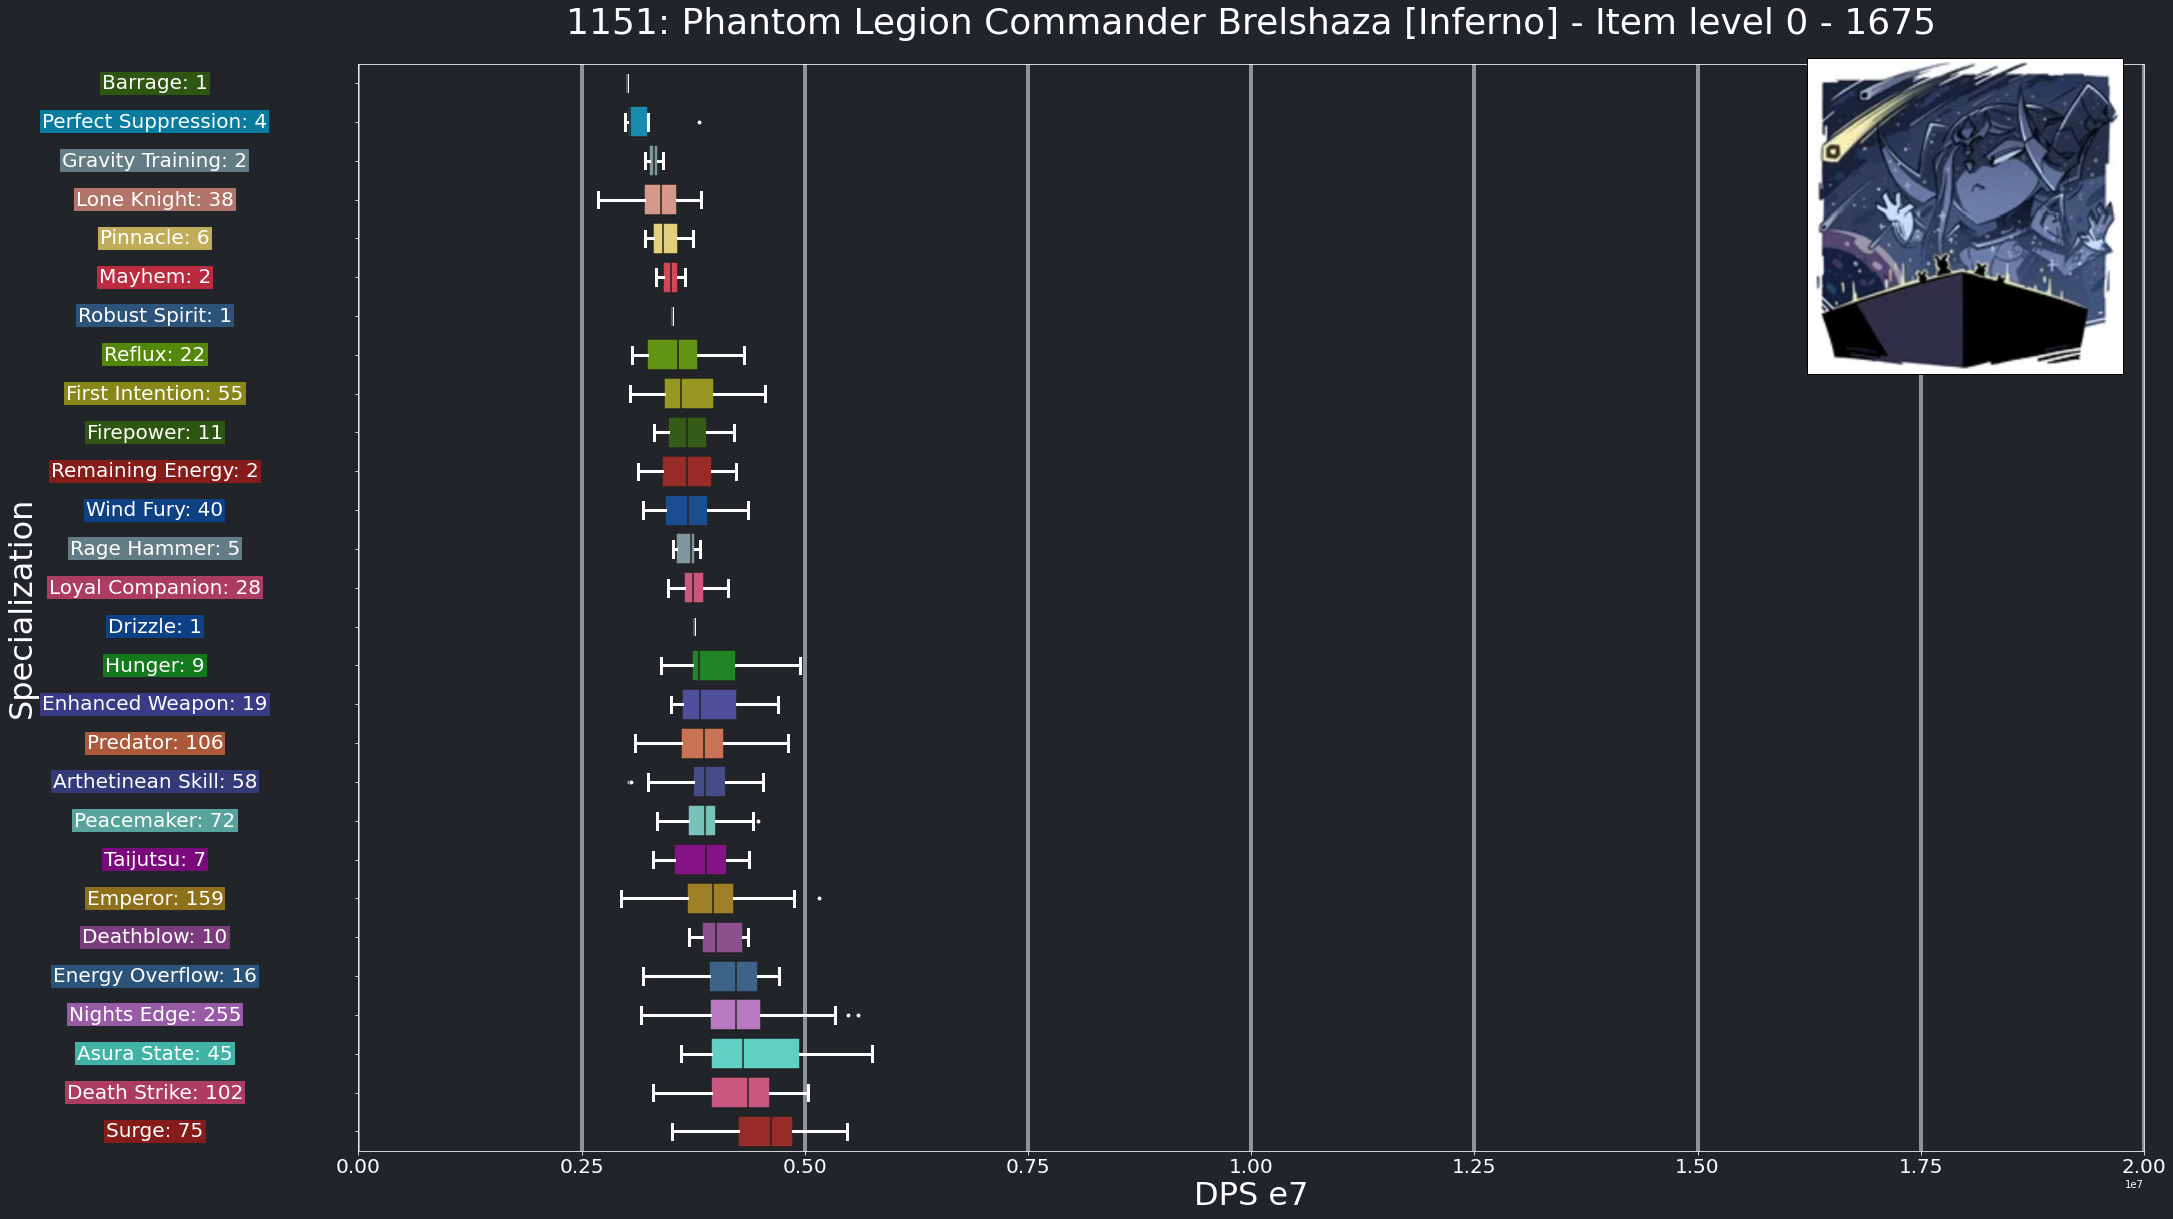 1151: Phantom Legion Commander Brelshaza [Inferno] - Item level 0 - 1675
Specialization
Barrage: 1
Perfect Suppression: 4
Gravity Training: 2
Lone Knight: 38
Pinnacle: 6
Mayhem: 2
Robust Spirit: 1
Reflux: 22
First Intention: 55
Firepower: 11
Remaining Energy: 2
Wind Fury: 40
Rage Hammer: 5
Loyal Companion: 28
Drizzle: 1
Hunger: 9
Enhanced Weapon: 19
Predator: 106
Arthetinean Skill: 58
Peacemaker: 72
Taijutsu: 7
Emperor: 159
Deathblow: 10
Energy Overflow: 16
Nights Edge: 255
Asura State: 45
Death Strike: 102
Surge: 75
0.00 0.25 0.50 0.75 1.00 1.25 1.50 1.75 2.00
1e7
DPS e7